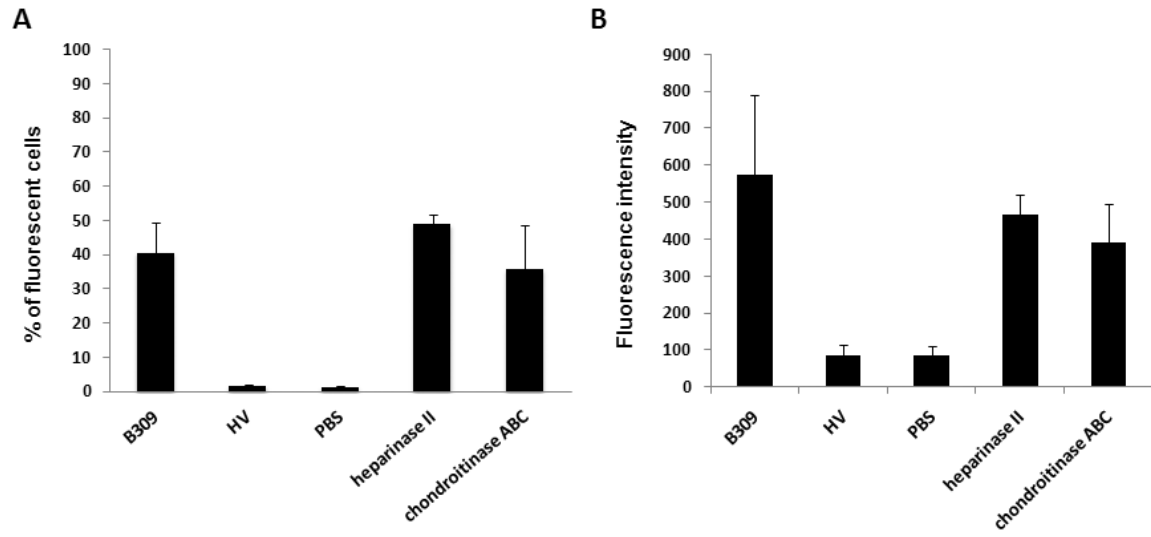 A
% of fluorescent cells
100
90
80
70
60
50
40
30
20
10
0
B309
HV
PBS
heparinase II
chondroitinase ABC
B
Fluorescence intensity
900
800
700
600
500
400
300
200
100
0
B309
HV
PBS
heparinase II
chondroitinase ABC